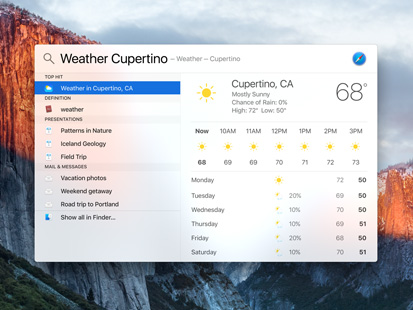 Weather Cupertino – Weather – Cupertino
TOP HIT
Weather in Cupertino, CA
DEFINITION
weather
PRESENTATIONS
Patterns in Nature
Iceland Geology
Field Trip
MAIL & MESSAGES
Vacation photos
Weekend getaway
Road trip to Portland
Show all in Finder...
Cupertino, CA
Mostly Sunny
Chance of Rain: 0%
High: 72° Low: 50°
68°
Now 10AM 11AM 12PM 1PM 2PM 3PM
68 69 69 70 71 72 73
Monday 72 50
Tuesday 20% 69 50
Wednesday 10% 70 50
Thursday 10% 69 51
Friday 20% 68 50
Saturday 10% 70 51